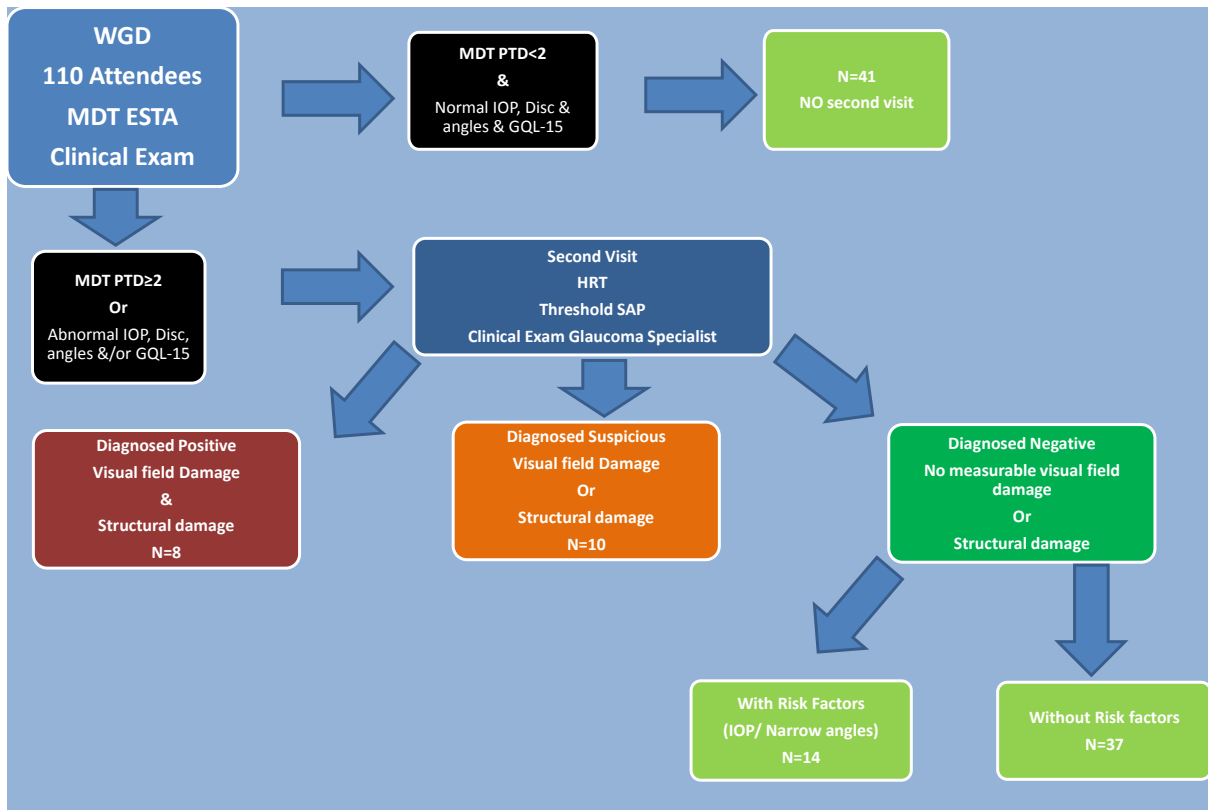 WGD
110 Attendees
MDT ESTA
Clinical Exam
MDT PTD<2
&
Normal IOP, Disc &
angles & GQL-15
N=41
NO second visit
MDT PTD≥2
Or
Abnormal IOP, Disc,
angles &/or GQL-15
Second Visit
HRT
Threshold SAP
Clinical Exam Glaucoma Specialist
Diagnosed Positive
Visual field Damage
&
Structural damage
N=8
Diagnosed Suspicious
Visual field Damage
Or
Structural damage
N=10
Diagnosed Negative
No measurable visual field
damage
Or
Structural damage
With Risk Factors
(IOP/ Narrow angles)
N=14
Without Risk factors
N=37